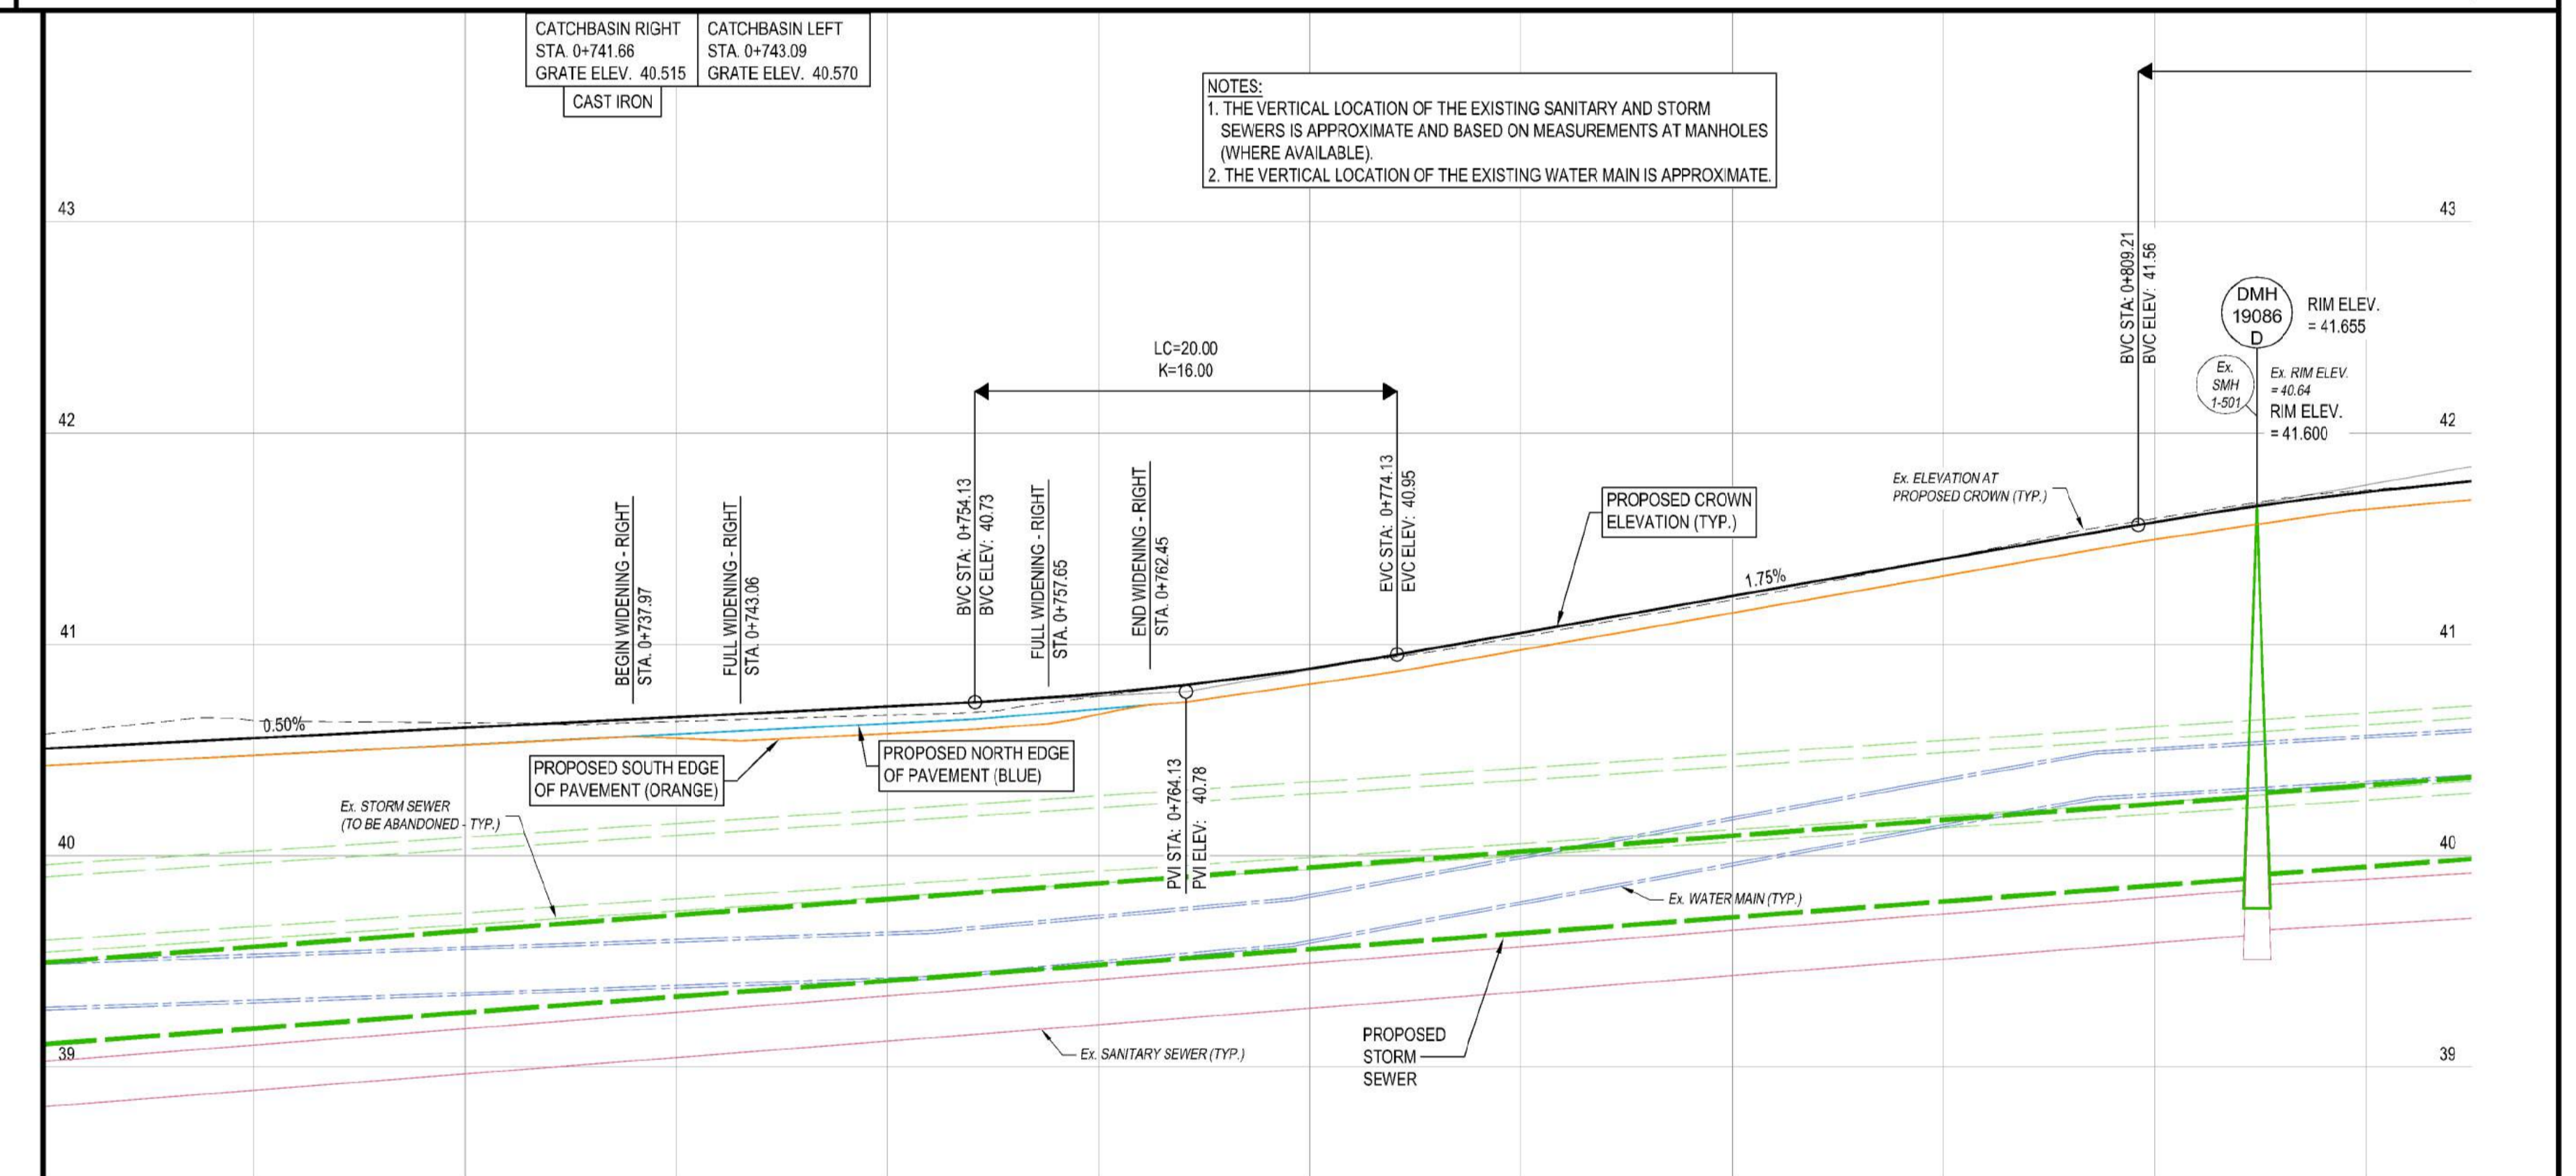 CATCHBASIN RIGHT
STA. 0+741.66
GRATE ELEV. 40.515
CATCHBASIN LEFT
STA. 0+743.09
GRATE ELEV. 40.570
CAST IRON
NOTES:
1. THE VERTICAL LOCATION OF THE EXISTING SANITARY AND STORM
SEWERS IS APPROXIMATE AND BASED ON MEASUREMENTS AT MANHOLES
(WHERE AVAILABLE).
2. THE VERTICAL LOCATION OF THE EXISTING WATER MAIN IS APPROXIMATE.
43
43
BVC STA: 0+809.21
BVC ELEV: 41.56
DMH
19086
D
RIM ELEV.
= 41.655
Ex.
SMH
1-501
Ex. RIM ELEV.
= 40.64
RIM ELEV.
= 41.600
LC=20.00
K=16.00
42
42
BEGIN WIDENING - RIGHT
STA. 0+737.97
FULL WIDENING - RIGHT
STA. 0+743.06
BVC STA: 0+754.13
BVC ELEV: 40.73
FULL WIDENING - RIGHT
STA. 0+757.65
END WIDENING - RIGHT
STA. 0+762.45
EVC STA: 0+774.13
EVC ELEV: 40.95
PROPOSED CROWN
ELEVATION (TYP.)
Ex. ELEVATION AT
PROPOSED CROWN (TYP.)
1.75%
41
41
0.50%
PROPOSED SOUTH EDGE
OF PAVEMENT (ORANGE)
PROPOSED NORTH EDGE
OF PAVEMENT (BLUE)
PVI STA: 0+764.13
PVI ELEV: 40.78
Ex. STORM SEWER
(TO BE ABANDONED - TYP.)
40
40
Ex. WATER MAIN (TYP.)
PROPOSED
STORM
SEWER
Ex. SANITARY SEWER (TYP.)
39
39